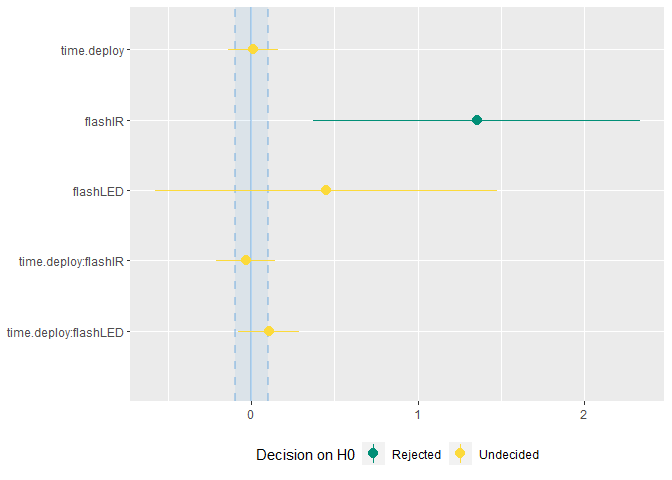 time.deploy
flashIR
flashLED
time.deploy:flashIR
time.deploy:flashLED
0 1 2
Decision on H0 Rejected Undecided